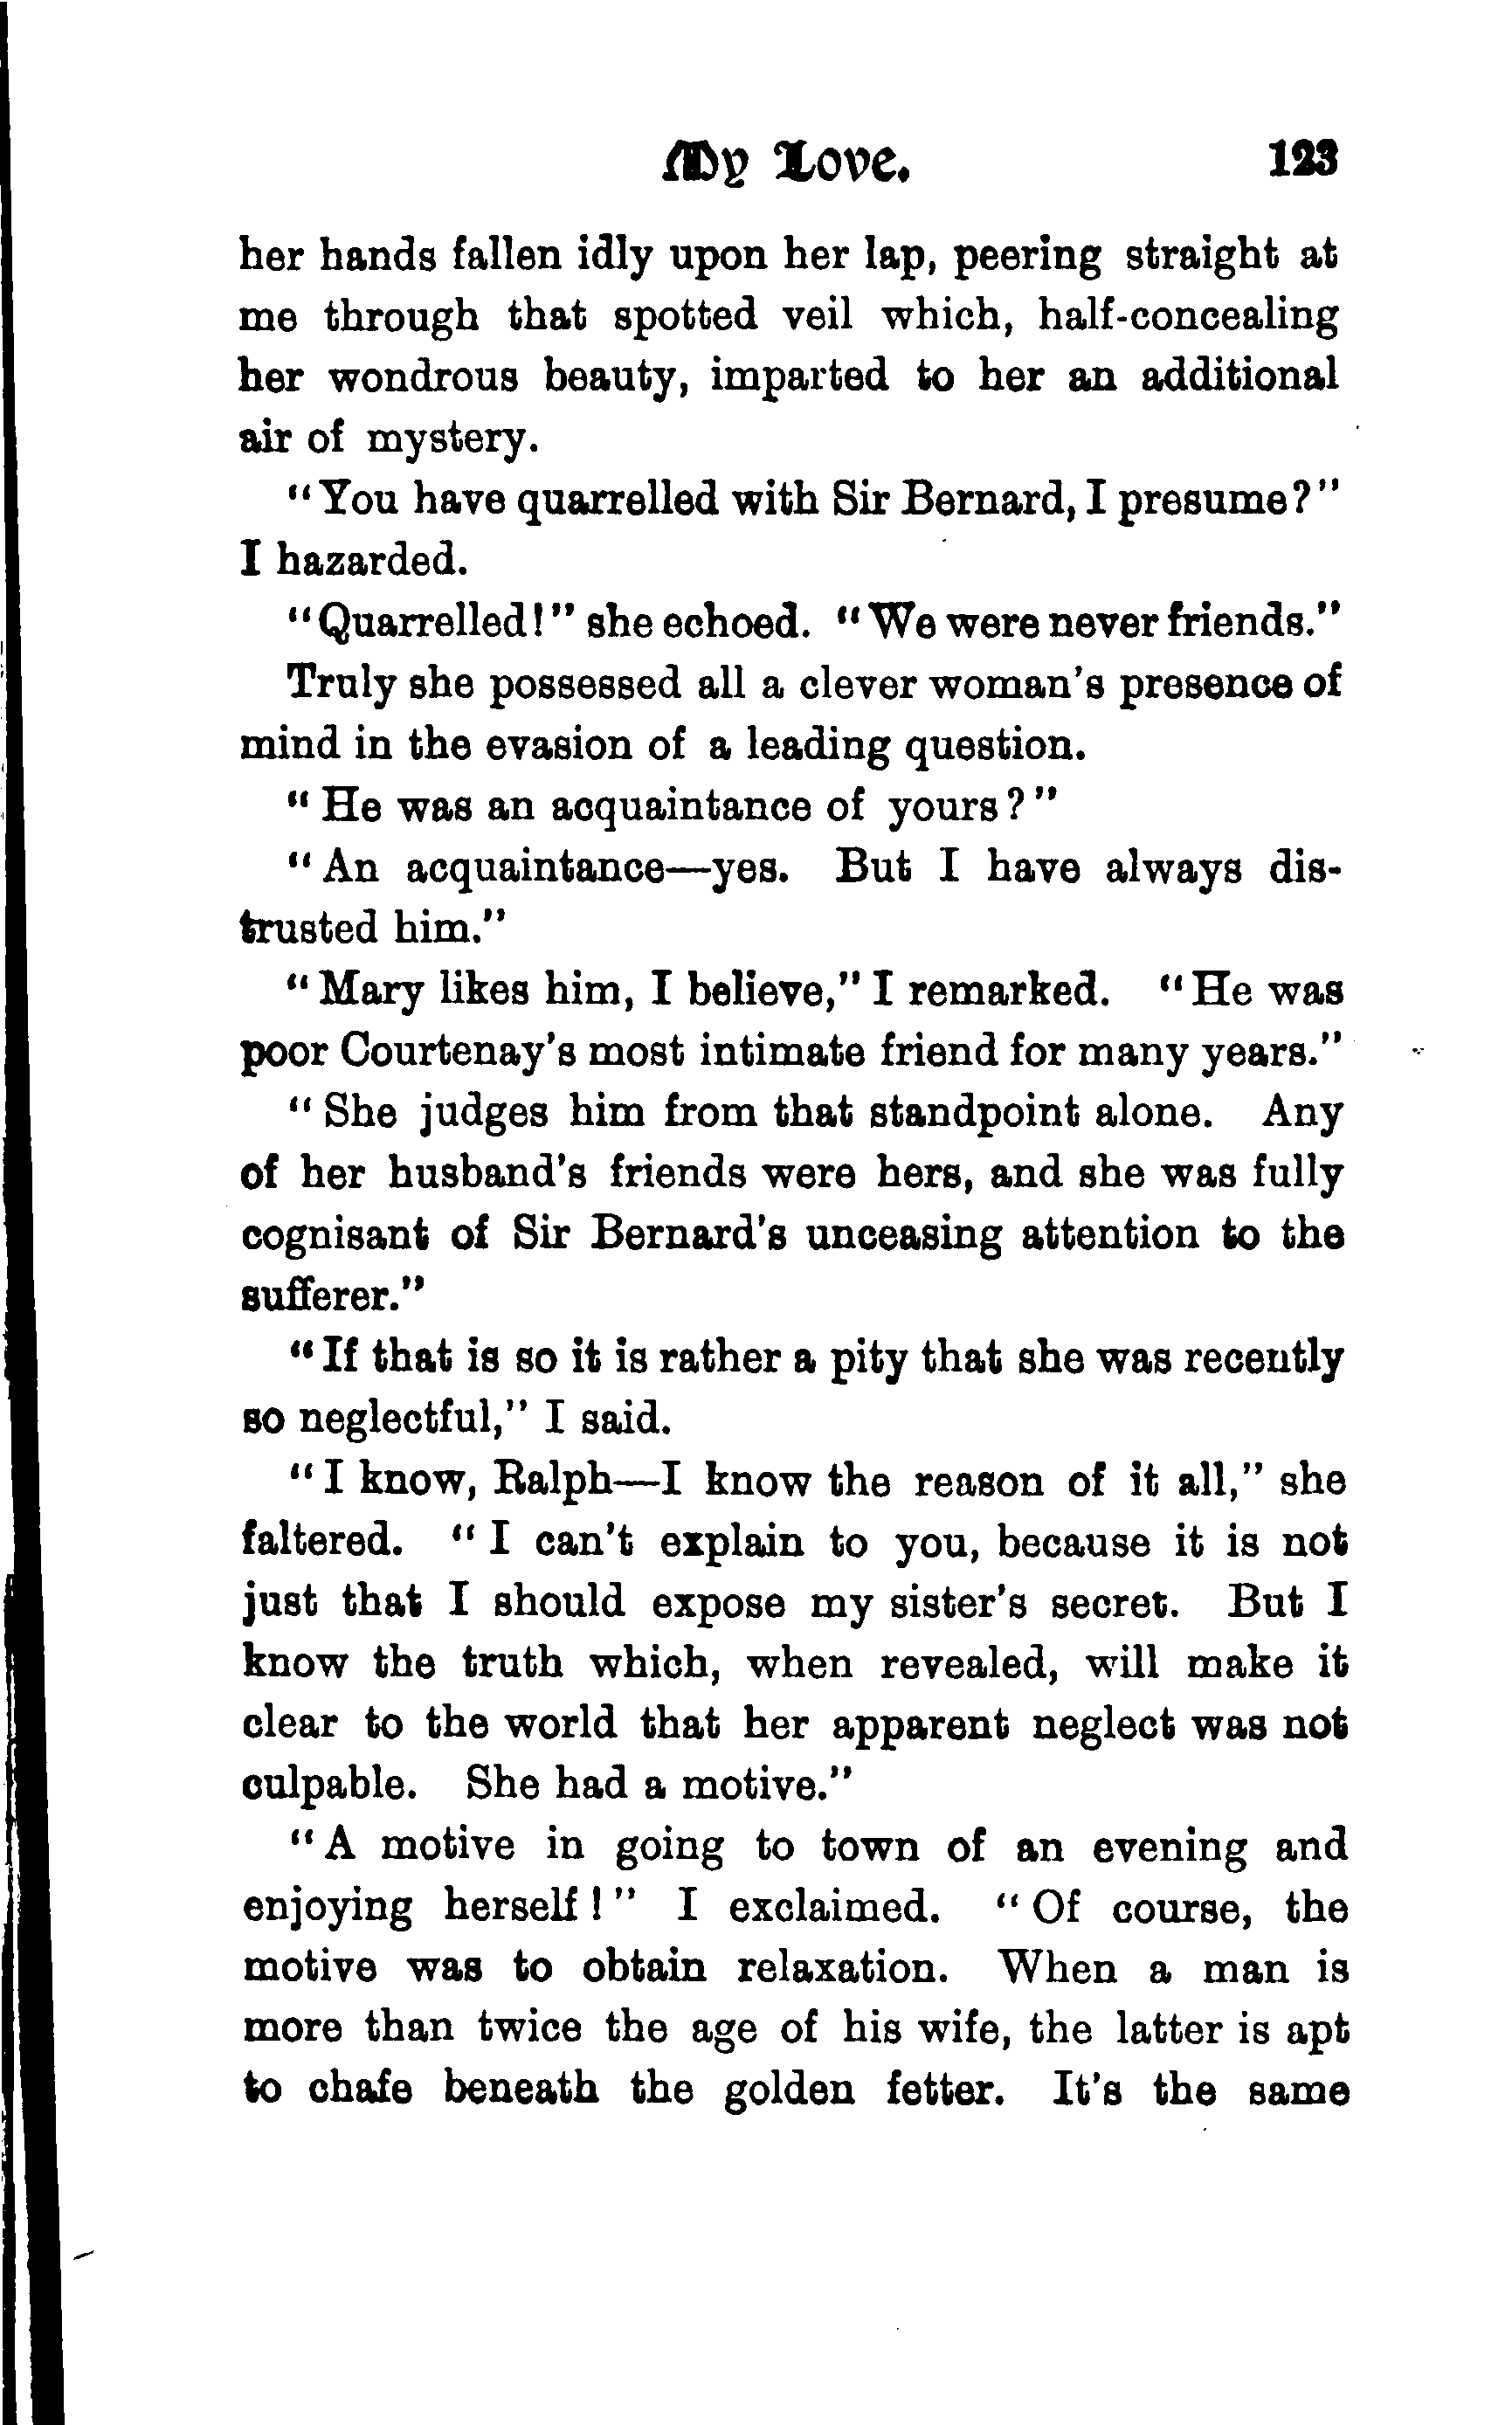 My Love. 123
her hands fallen idly upon her lap, peering straight at
me through that spotted veil which, half-concealing
her wondrous beauty, imparted to her an additional
air of mystery.
"You have quarrelled with Sir Bernard, I presume?"
I hazarded.
"Quarrelled!" she echoed. "We were never friends."
Truly she possessed all a clever woman's presence of
mind in the evasion of a leading question.
"He was an acquaintance of yours?"
"An acquaintance—yes. But I have always dis-
trusted him."
"Mary likes him, I believe," I remarked. "He was
poor Courtenay's most intimate friend for many years."
"She judges him from that standpoint alone. Any
of her husband's friends were hers, and she was fully
cognisant of Sir Bernard's unceasing attention to the
sufferer."
"If that is so it is rather a pity that she was recently
so neglectful," I said.
"I know, Ralph—I know the reason of it all," she
faltered. "I can't explain to you, because it is not
just that I should expose my sister's secret. But I
know the truth which, when revealed, will make it
clear to the world that her apparent neglect was not
culpable. She had a motive."
"A motive in going to town of an evening and
enjoying herself!" I exclaimed. "Of course, the
motive was to obtain relaxation. When a man is
more than twice the age of his wife, the latter is apt
to chafe beneath the golden fetter. It's the same